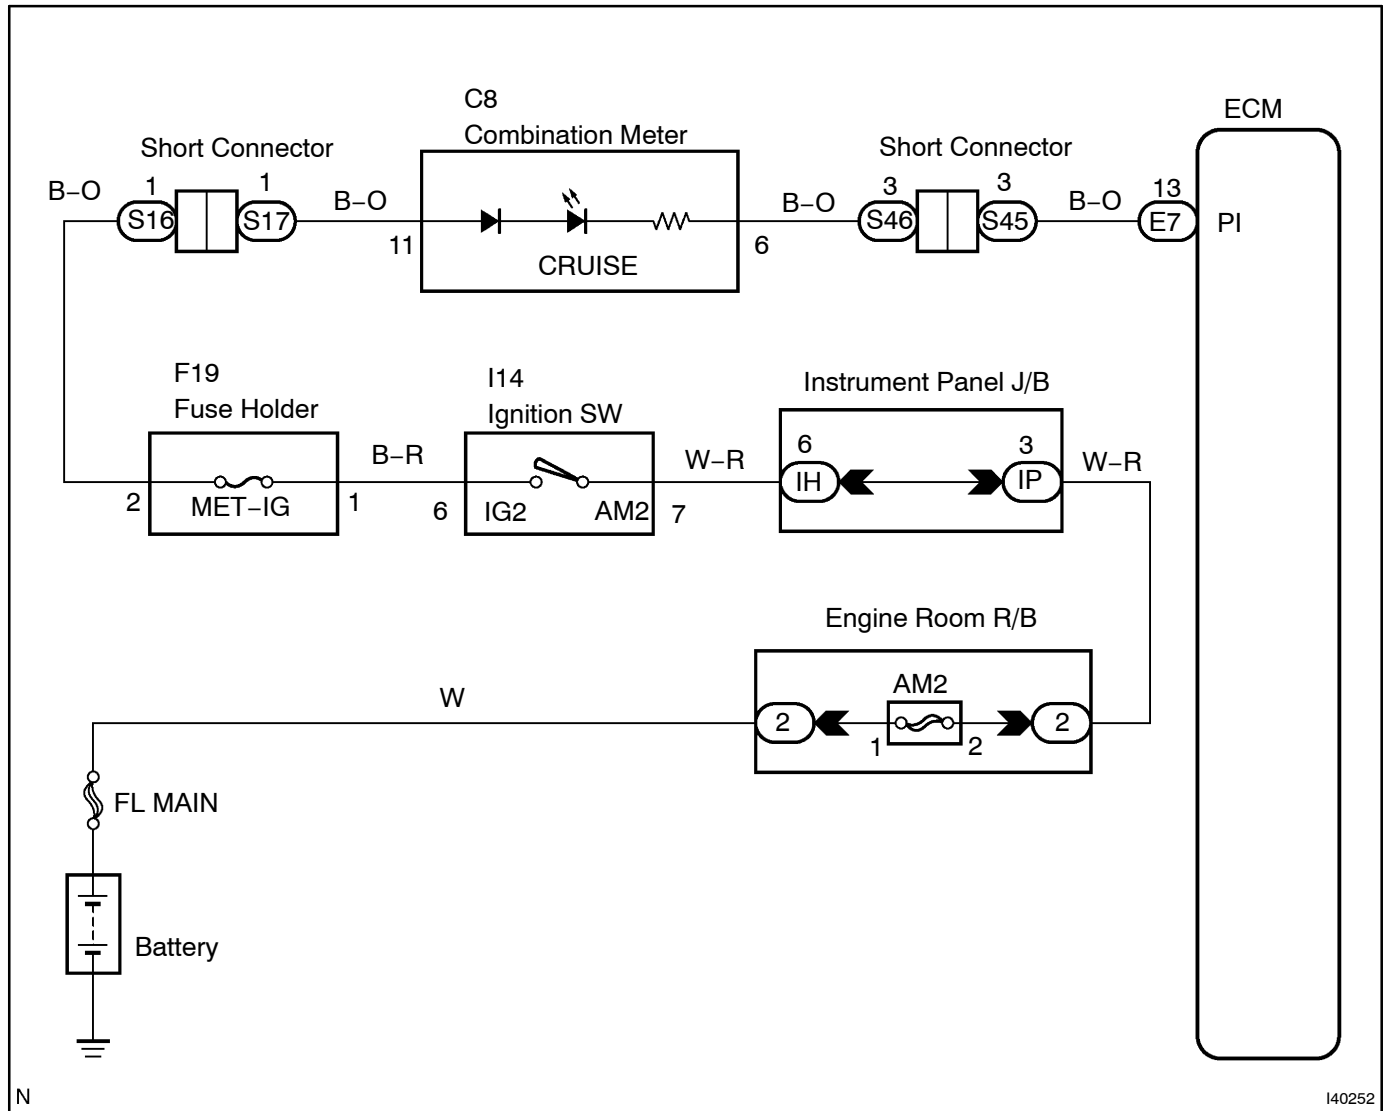 C8
Combination Meter
ECM
Short Connector
Short Connector
B–O
1
1
B–O
B–O
3
3
B–O
13
S16
S17
S46
S45
E7
PI
11
CRUISE
6
F19
Fuse Holder
I14
Ignition SW
Instrument Panel J/B
B–R
W–R
6
3
W–R
IH
IP
2
MET–IG
1
6
IG2
AM2
7
Engine Room R/B
W
AM2
2
1
2
2
FL MAIN
Battery
N
I40252